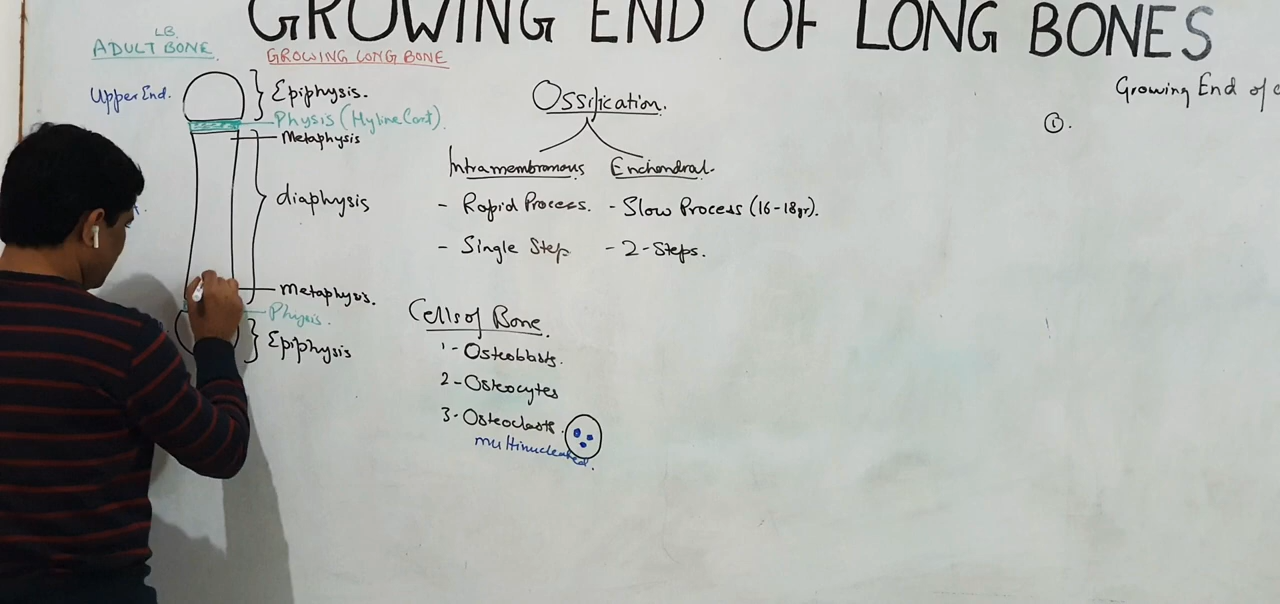 GROWING END OF LONG BONES
LB.
ADULT BONE.
GROWING LONG BONE
Upper End.
Epiphysis.
Physis (Hyline Cart).
Metaphysis
diaphysis
Metaphysis.
Physis.
Epiphysis
Ossification.
Intramembranous Enchondral.
- Rapid Process. - Slow Process (16-18yr).
- Single Step - 2-Steps.
Cells of Bone.
1- Osteoblasts.
2- Osteocytes
3- Osteoclasts.
multinucleated.
Growing End of
①.